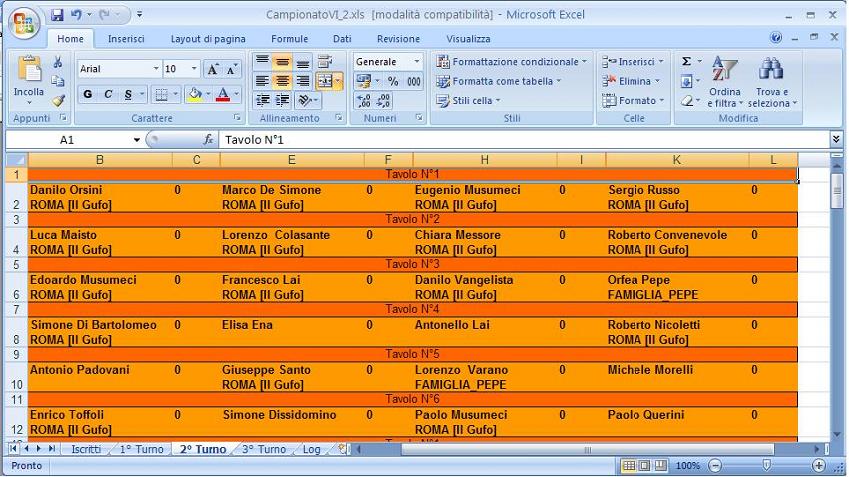 CampionatoVI_2.xls [modalità compatibilità] - Microsoft Excel
Home Inserisci Layout di pagina Formule Dati Revisione Visualizza
Incolla
Appunti
Arial 10
G C S
Carattere
Allineamento
Generale
% 000
Numeri
Formattazione condizionale
Formatta come tabella
Stili cella
Stili
Inserisci
Elimina
Formato
Celle
Ordina e filtra
Trova e seleziona
Modifica
A1 fx Tavolo N°1
B C E F H I K L
1 Tavolo N°1
Danilo Orsini 0 Marco De Simone 0 Eugenio Musumeci 0 Sergio Russo 0
2 ROMA [Il Gufo] ROMA [Il Gufo] ROMA [Il Gufo] ROMA [Il Gufo]
3 Tavolo N°2
Luca Maisto 0 Lorenzo Colasante 0 Chiara Messore 0 Roberto Convenevole 0
4 ROMA [Il Gufo] ROMA [Il Gufo] ROMA [Il Gufo] ROMA [Il Gufo]
5 Tavolo N°3
Edoardo Musumeci 0 Francesco Lai 0 Danilo Vangelista 0 Orfea Pepe 0
6 ROMA [Il Gufo] ROMA [Il Gufo] ROMA [Il Gufo] FAMIGLIA_PEPE
7 Tavolo N°4
Simone Di Bartolomeo 0 Elisa Ena 0 Antonello Lai 0 Roberto Nicoletti 0
8 ROMA [Il Gufo] ROMA [Il Gufo]
9 Tavolo N°5
Antonio Padovani 0 Giuseppe Santo 0 Lorenzo Varano 0 Michele Morelli 0
10 ROMA [Il Gufo] FAMIGLIA_PEPE
11 Tavolo N°6
Enrico Toffoli 0 Simone Dissidomino 0 Paolo Musumeci 0 Paolo Querini 0
12 ROMA [Il Gufo] ROMA [Il Gufo]
Iscritti 1° Turno 2° Turno 3° Turno Log
Pronto 100%